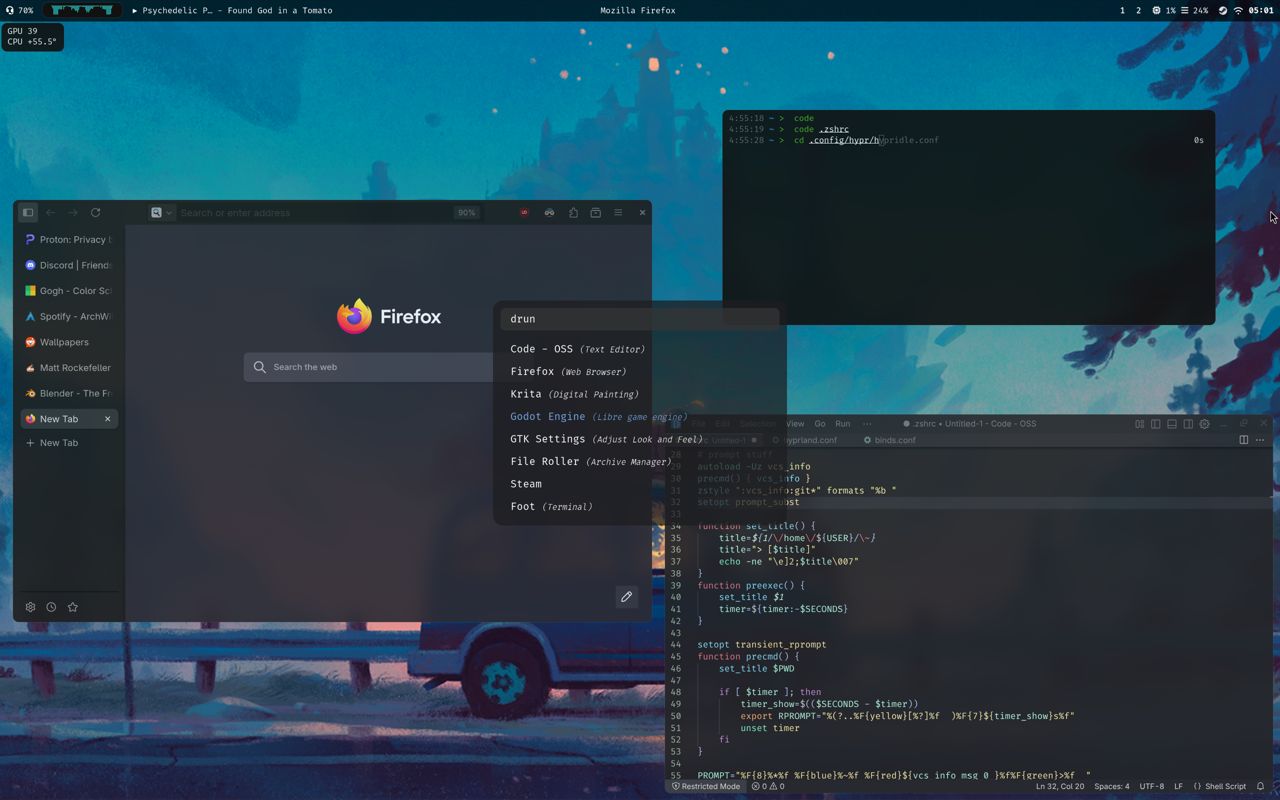 70%
▶ Psychedelic P… - Found God in a Tomato
Mozilla Firefox
1 2 1% 24% 05:01
GPU 39
CPU +55.5°
4:55:18 ~ > code
4:55:19 ~ > code .zshrc
4:55:28 ~ > cd .config/hypr/hypridle.conf 0s
Search or enter address 90%
Proton: Privacy b
Discord | Friends
Gogh - Color Sc
Spotify - ArchWi
Wallpapers
Matt Rockefeller
Blender - The Fr
New Tab
New Tab
Firefox
Search the web
drun
Code - OSS (Text Editor)
Firefox (Web Browser)
Krita (Digital Painting)
Godot Engine (Libre game engine)
GTK Settings (Adjust Look and Feel)
File Roller (Archive Manager)
Steam
Foot (Terminal)
File Edit Selection View Go Run ··· ● .zshrc • Untitled-1 - Code - OSS
.zshrc Untitled-1 ● hyprland.conf binds.conf
28 # prompt stuff
29 autoload -Uz vcs_info
30 precmd() { vcs_info }
31 zstyle ":vcs_info:git*" formats "%b "
32 setopt prompt_subst
33
34 function set_title() {
35 title=${1/\/home\/${USER}/\~}
36 title="> [$title]"
37 echo -ne "\e]2;$title\007"
38 }
39 function preexec() {
40 set_title $1
41 timer=${timer:-$SECONDS}
42 }
43
44 setopt transient_rprompt
45 function precmd() {
46 set_title $PWD
47
48 if [ $timer ]; then
49 timer_show=$(($SECONDS - $timer))
50 export RPROMPT="%(?..%F{yellow}[%?]%f  )%F{7}${timer_show}s%f"
51 unset timer
52 fi
53 }
54
55 PROMPT="%F{8}%*%f %F{blue}%~%f %F{red}${vcs_info_msg_0_}%f%F{green}>%f  "
Restricted Mode 0 0 Ln 32, Col 20 Spaces: 4 UTF-8 LF {} Shell Script